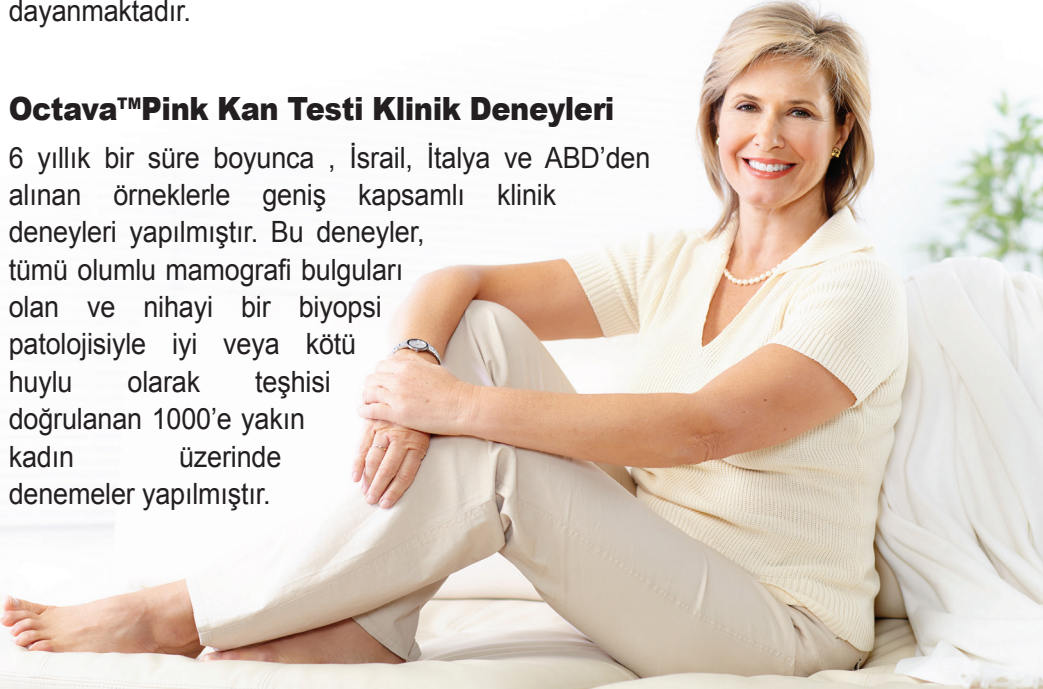 dayanmaktadır.
Octava™Pink Kan Testi Klinik Deneyleri
6 yıllık bir süre boyunca , İsrail, İtalya ve ABD’den
alınan örneklerle geniş kapsamlı klinik
deneyleri yapılmıştır. Bu deneyler,
tümü olumlu mamografi bulguları
olan ve nihayi bir biyopsi
patolojisiyle iyi veya kötü
huylu olarak teşhisi
doğrulanan 1000’e yakın
kadın üzerinde
denemeler yapılmıştır.